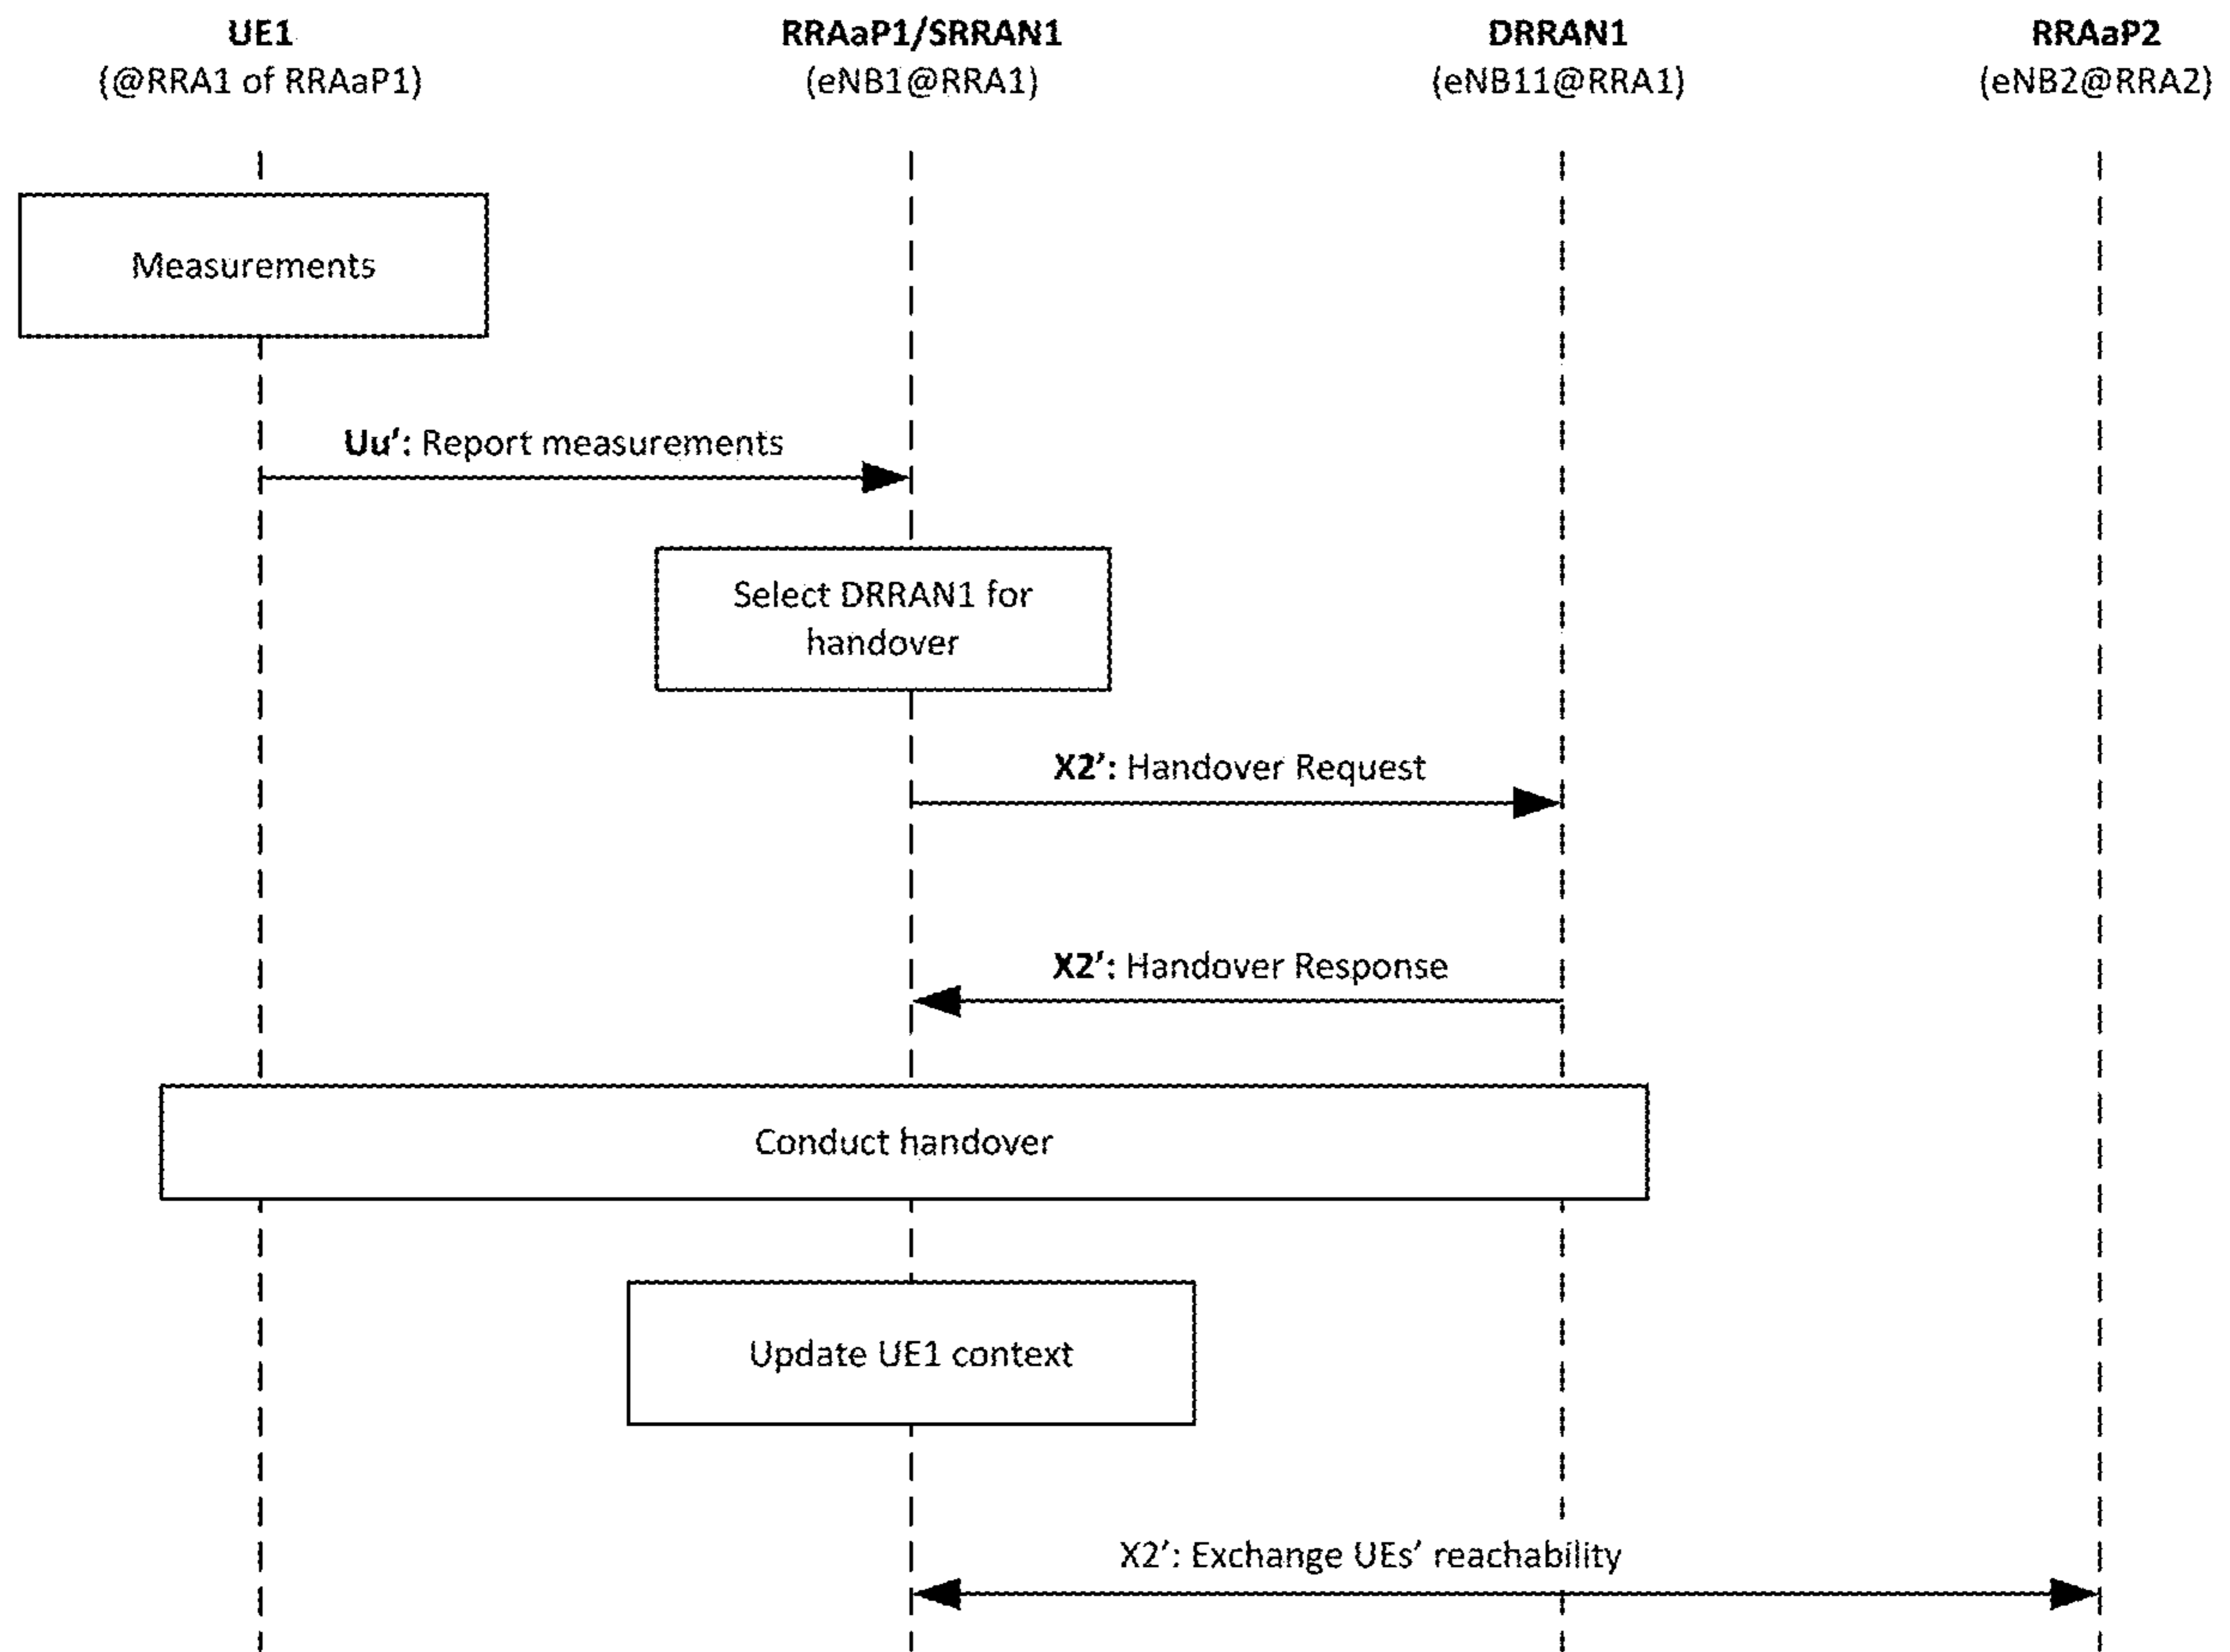 UE1
(@RRA1 of RRAaP1)
RRAaP1/SRRAN1
(eNB1@RRA1)
DRRAN1
(eNB11@RRA1)
RRAaP2
(eNB2@RRA2)
Measurements
Uu′: Report measurements
Select DRRAN1 for
handover
X2′: Handover Request
X2′: Handover Response
Conduct handover
Update UE1 context
X2′: Exchange UEs′ reachability